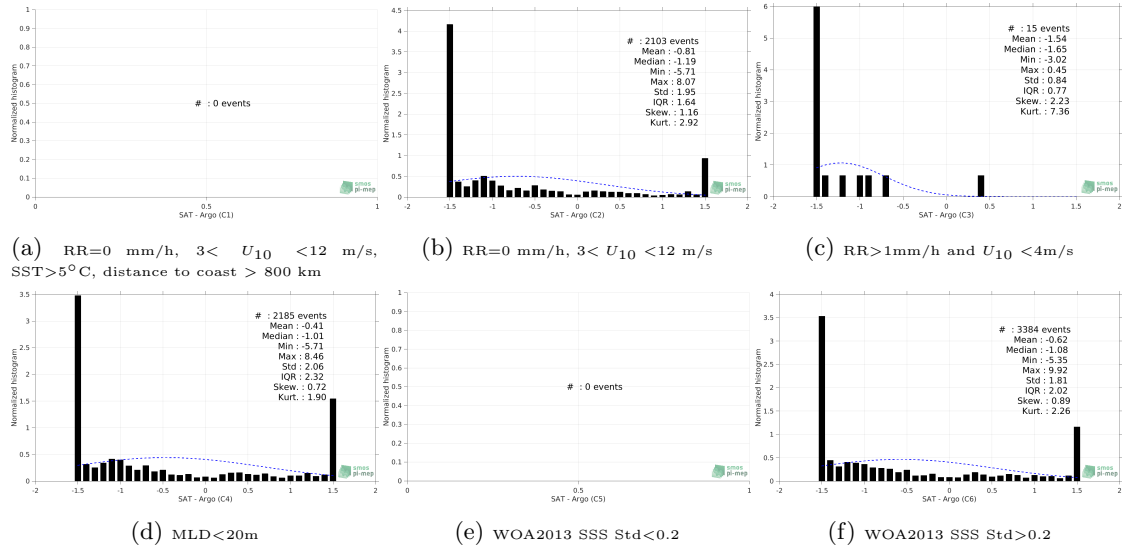 1
0.9
0.8
0.7
0.6
0.5
0.4
0.3
0.2
0.1
0
Normalized histogram
# : 0 events
smos
pi-mep
0 0.5 1
SAT - Argo (C1)
4.5
4
3.5
3
2.5
2
1.5
1
0.5
0
Normalized histogram
# : 2103 events
Mean : -0.81
Median : -1.19
Min : -5.71
Max : 8.07
Std : 1.95
IQR : 1.64
Skew. : 1.16
Kurt. : 2.92
smos
pi-mep
-2 -1.5 -1 -0.5 0 0.5 1 1.5 2
SAT - Argo (C2)
6
5
4
3
2
1
0
Normalized histogram
# : 15 events
Mean : -1.54
Median : -1.65
Min : -3.02
Max : 0.45
Std : 0.84
IQR : 0.77
Skew. : 2.23
Kurt. : 7.36
smos
pi-mep
-2 -1.5 -1 -0.5 0 0.5 1 1.5 2
SAT - Argo (C3)
(a) RR=0 mm/h, 3< U10 <12 m/s,
SST>5°C, distance to coast > 800 km
(b) RR=0 mm/h, 3< U10 <12 m/s
(c) RR>1mm/h and U10 <4m/s
3.5
3
2.5
2
1.5
1
0.5
0
Normalized histogram
# : 2185 events
Mean : -0.41
Median : -1.01
Min : -5.71
Max : 8.46
Std : 2.06
IQR : 2.32
Skew. : 0.72
Kurt. : 1.90
smos
pi-mep
-2 -1.5 -1 -0.5 0 0.5 1 1.5 2
SAT - Argo (C4)
1
0.9
0.8
0.7
0.6
0.5
0.4
0.3
0.2
0.1
0
Normalized histogram
# : 0 events
smos
pi-mep
0 0.5 1
SAT - Argo (C5)
4
3.5
3
2.5
2
1.5
1
0.5
0
Normalized histogram
# : 3384 events
Mean : -0.62
Median : -1.08
Min : -5.35
Max : 9.92
Std : 1.81
IQR : 2.02
Skew. : 0.89
Kurt. : 2.26
smos
pi-mep
-2 -1.5 -1 -0.5 0 0.5 1 1.5 2
SAT - Argo (C6)
(d) MLD<20m
(e) WOA2013 SSS Std<0.2
(f) WOA2013 SSS Std>0.2